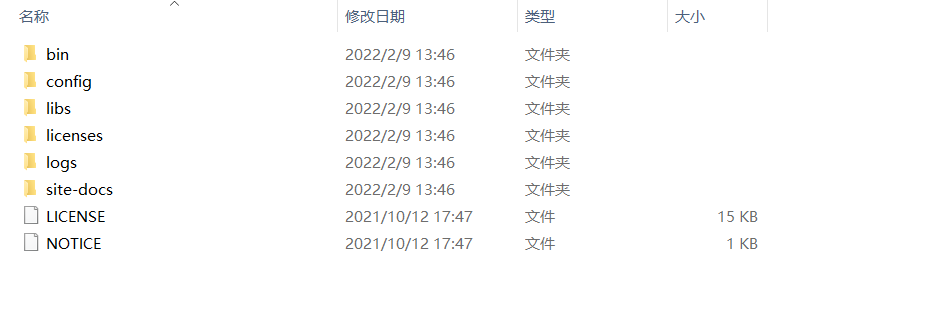 名称 修改日期 类型 大小
bin 2022/2/9 13:46 文件夹
config 2022/2/9 13:46 文件夹
libs 2022/2/9 13:46 文件夹
licenses 2022/2/9 13:46 文件夹
logs 2022/2/9 13:46 文件夹
site-docs 2022/2/9 13:46 文件夹
LICENSE 2021/10/12 17:47 文件 15 KB
NOTICE 2021/10/12 17:47 文件 1 KB